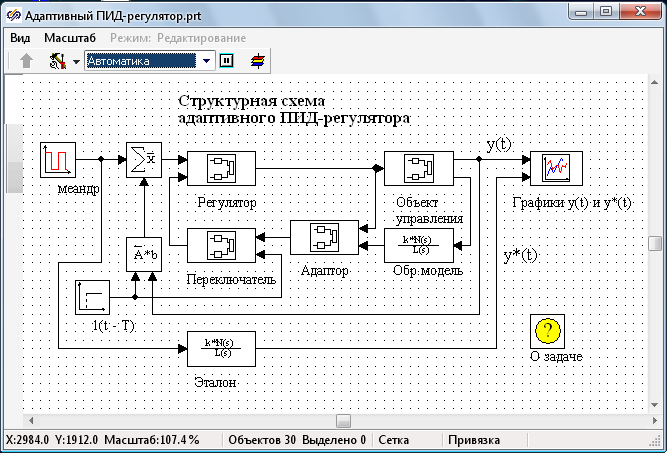 Адаптивный ПИД-регулятор.prt
Вид Масштаб Режим: Редактирование
Автоматика
Структурная схема
адаптивного ПИД-регулятора
y(t)
меандр
Σx̄
Регулятор
Объект
управления
Графики y(t) и y*(t)
Ā*b
Переключатель
Адаптор
k*N(s)
L(s)
Обр.модель
y*(t)
1(t - T)
k*N(s)
L(s)
Эталон
?
О задаче
X:2984.0 Y:1912.0 Масштаб:107.4% Объектов 30 Выделено 0 Сетка Привязка